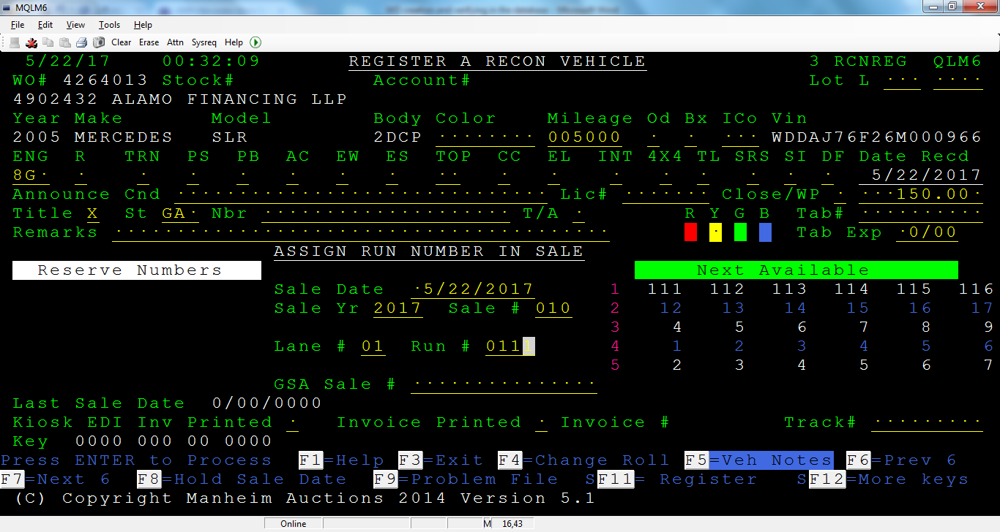 MQLM6
File Edit View Tools Help
Clear Erase Attn Sysreq Help
5/22/17 00:32:09 REGISTER A RECON VEHICLE 3 RCNREG QLM6
WO# 4264013 Stock# Account# Lot L
4902432 ALAMO FINANCING LLP
Year Make Model Body Color Mileage Od Bx ICo Vin
2005 MERCEDES SLR 2DCP 005000 WDDAJ76F26M000966
ENG R TRN PS PB AC EW ES TOP CC EL INT 4X4 TL SRS SI DF Date Recd
8G 5/22/2017
Announce Cnd Lic# Close/WP 150.00
Title X St GA Nbr T/A R Y G B Tab#
Remarks Tab Exp 0/00
ASSIGN RUN NUMBER IN SALE
Reserve Numbers Next Available
Sale Date 5/22/2017 1 111 112 113 114 115 116
Sale Yr 2017 Sale # 010 2 12 13 14 15 16 17
3 4 5 6 7 8 9
Lane # 01 Run # 0111 4 1 2 3 4 5 6
5 2 3 4 5 6 7
GSA Sale #
Last Sale Date 0/00/0000
Kiosk EDI Inv Printed Invoice Printed Invoice # Track#
Key 0000 000 00 0000
Press ENTER to Process F1=Help F3=Exit F4=Change Roll F5=Veh Notes F6=Prev 6
F7=Next 6 F8=Hold Sale Date F9=Problem File SF11= Register SF12=More keys
(C) Copyright Manheim Auctions 2014 Version 5.1
Online M 16,43